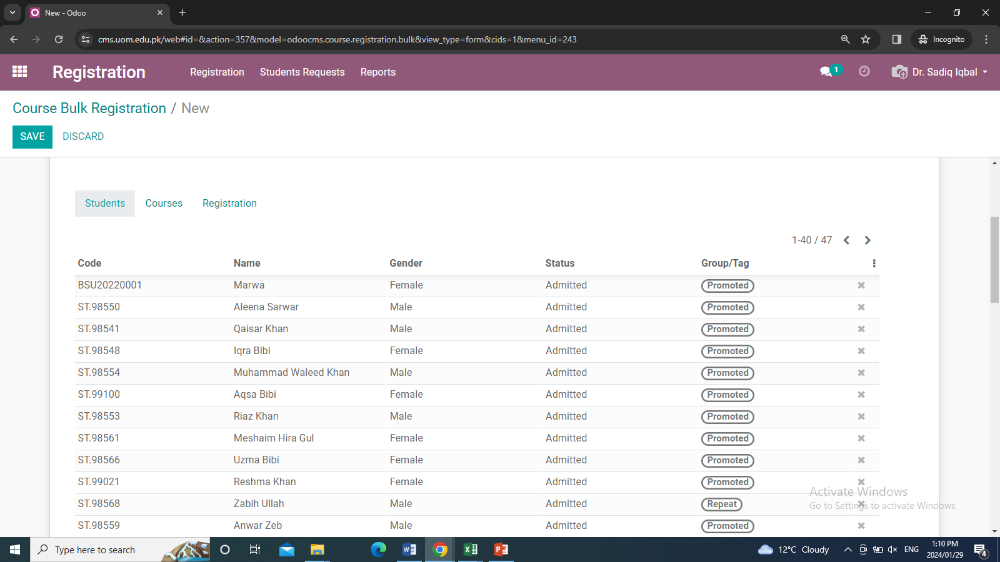 New - Odoo
cms.uom.edu.pk/web#id=&action=357&model=odoocms.course.registration.bulk&view_type=form&cids=1&menu_id=243
Incognito
Registration Registration Students Requests Reports 1 Dr. Sadiq Iqbal
Course Bulk Registration / New
SAVE DISCARD
Students Courses Registration
1-40 / 47
Code Name Gender Status Group/Tag
BSU20220001 Marwa Female Admitted Promoted
ST.98550 Aleena Sarwar Male Admitted Promoted
ST.98541 Qaisar Khan Male Admitted Promoted
ST.98548 Iqra Bibi Female Admitted Promoted
ST.98554 Muhammad Waleed Khan Male Admitted Promoted
ST.99100 Aqsa Bibi Female Admitted Promoted
ST.98553 Riaz Khan Male Admitted Promoted
ST.98561 Meshaim Hira Gul Female Admitted Promoted
ST.98566 Uzma Bibi Female Admitted Promoted
ST.99021 Reshma Khan Female Admitted Promoted
ST.98568 Zabih Ullah Male Admitted Repeat
ST.98559 Anwar Zeb Male Admitted Promoted
Activate Windows
Go to Settings to activate Windows.
Type here to search
12°C Cloudy
ENG
1:10 PM
2024/01/29
4